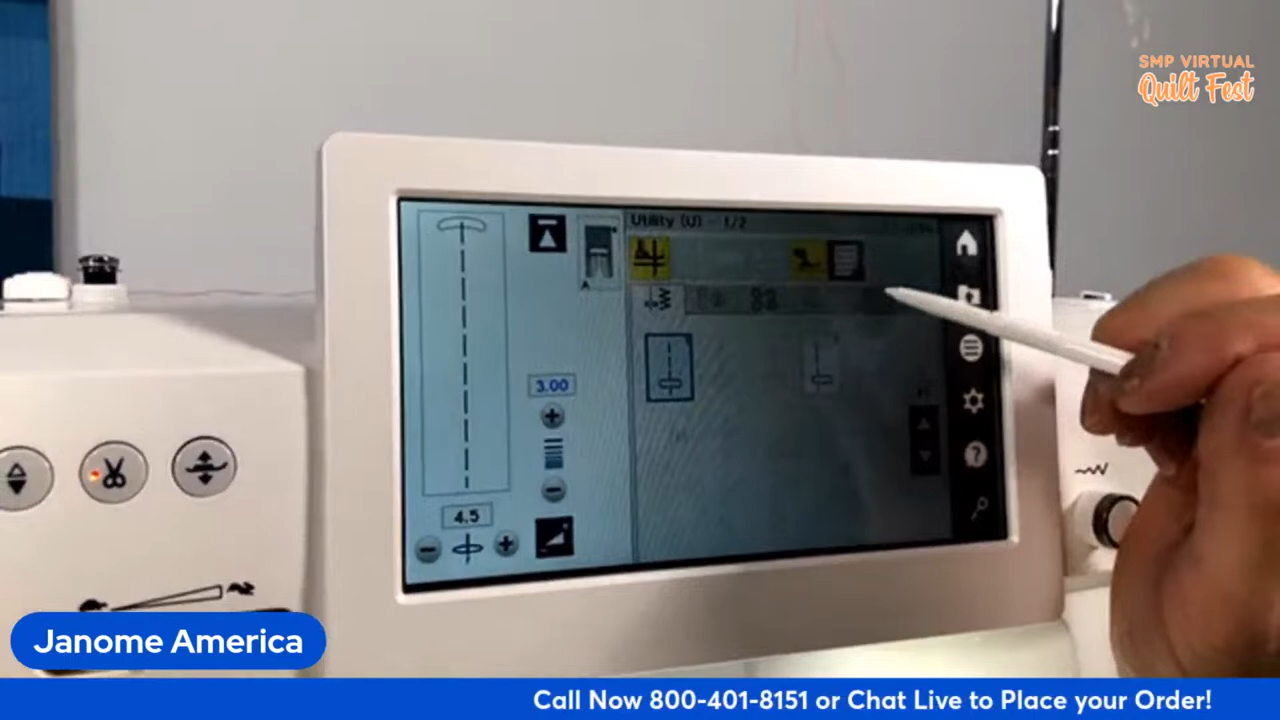 SMP VIRTUAL
Quilt Fest
Utility (U) - 1/2
A
3.00
4.5
?
Janome America
Call Now 800-401-8151 or Chat Live to Place your Order!